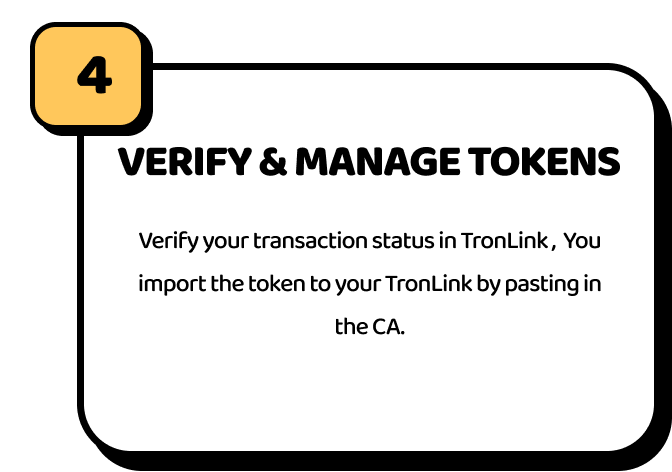 4
VERIFY & MANAGE TOKENS
Verify your transaction status in TronLink , You
import the token to your TronLink by pasting in
the CA.